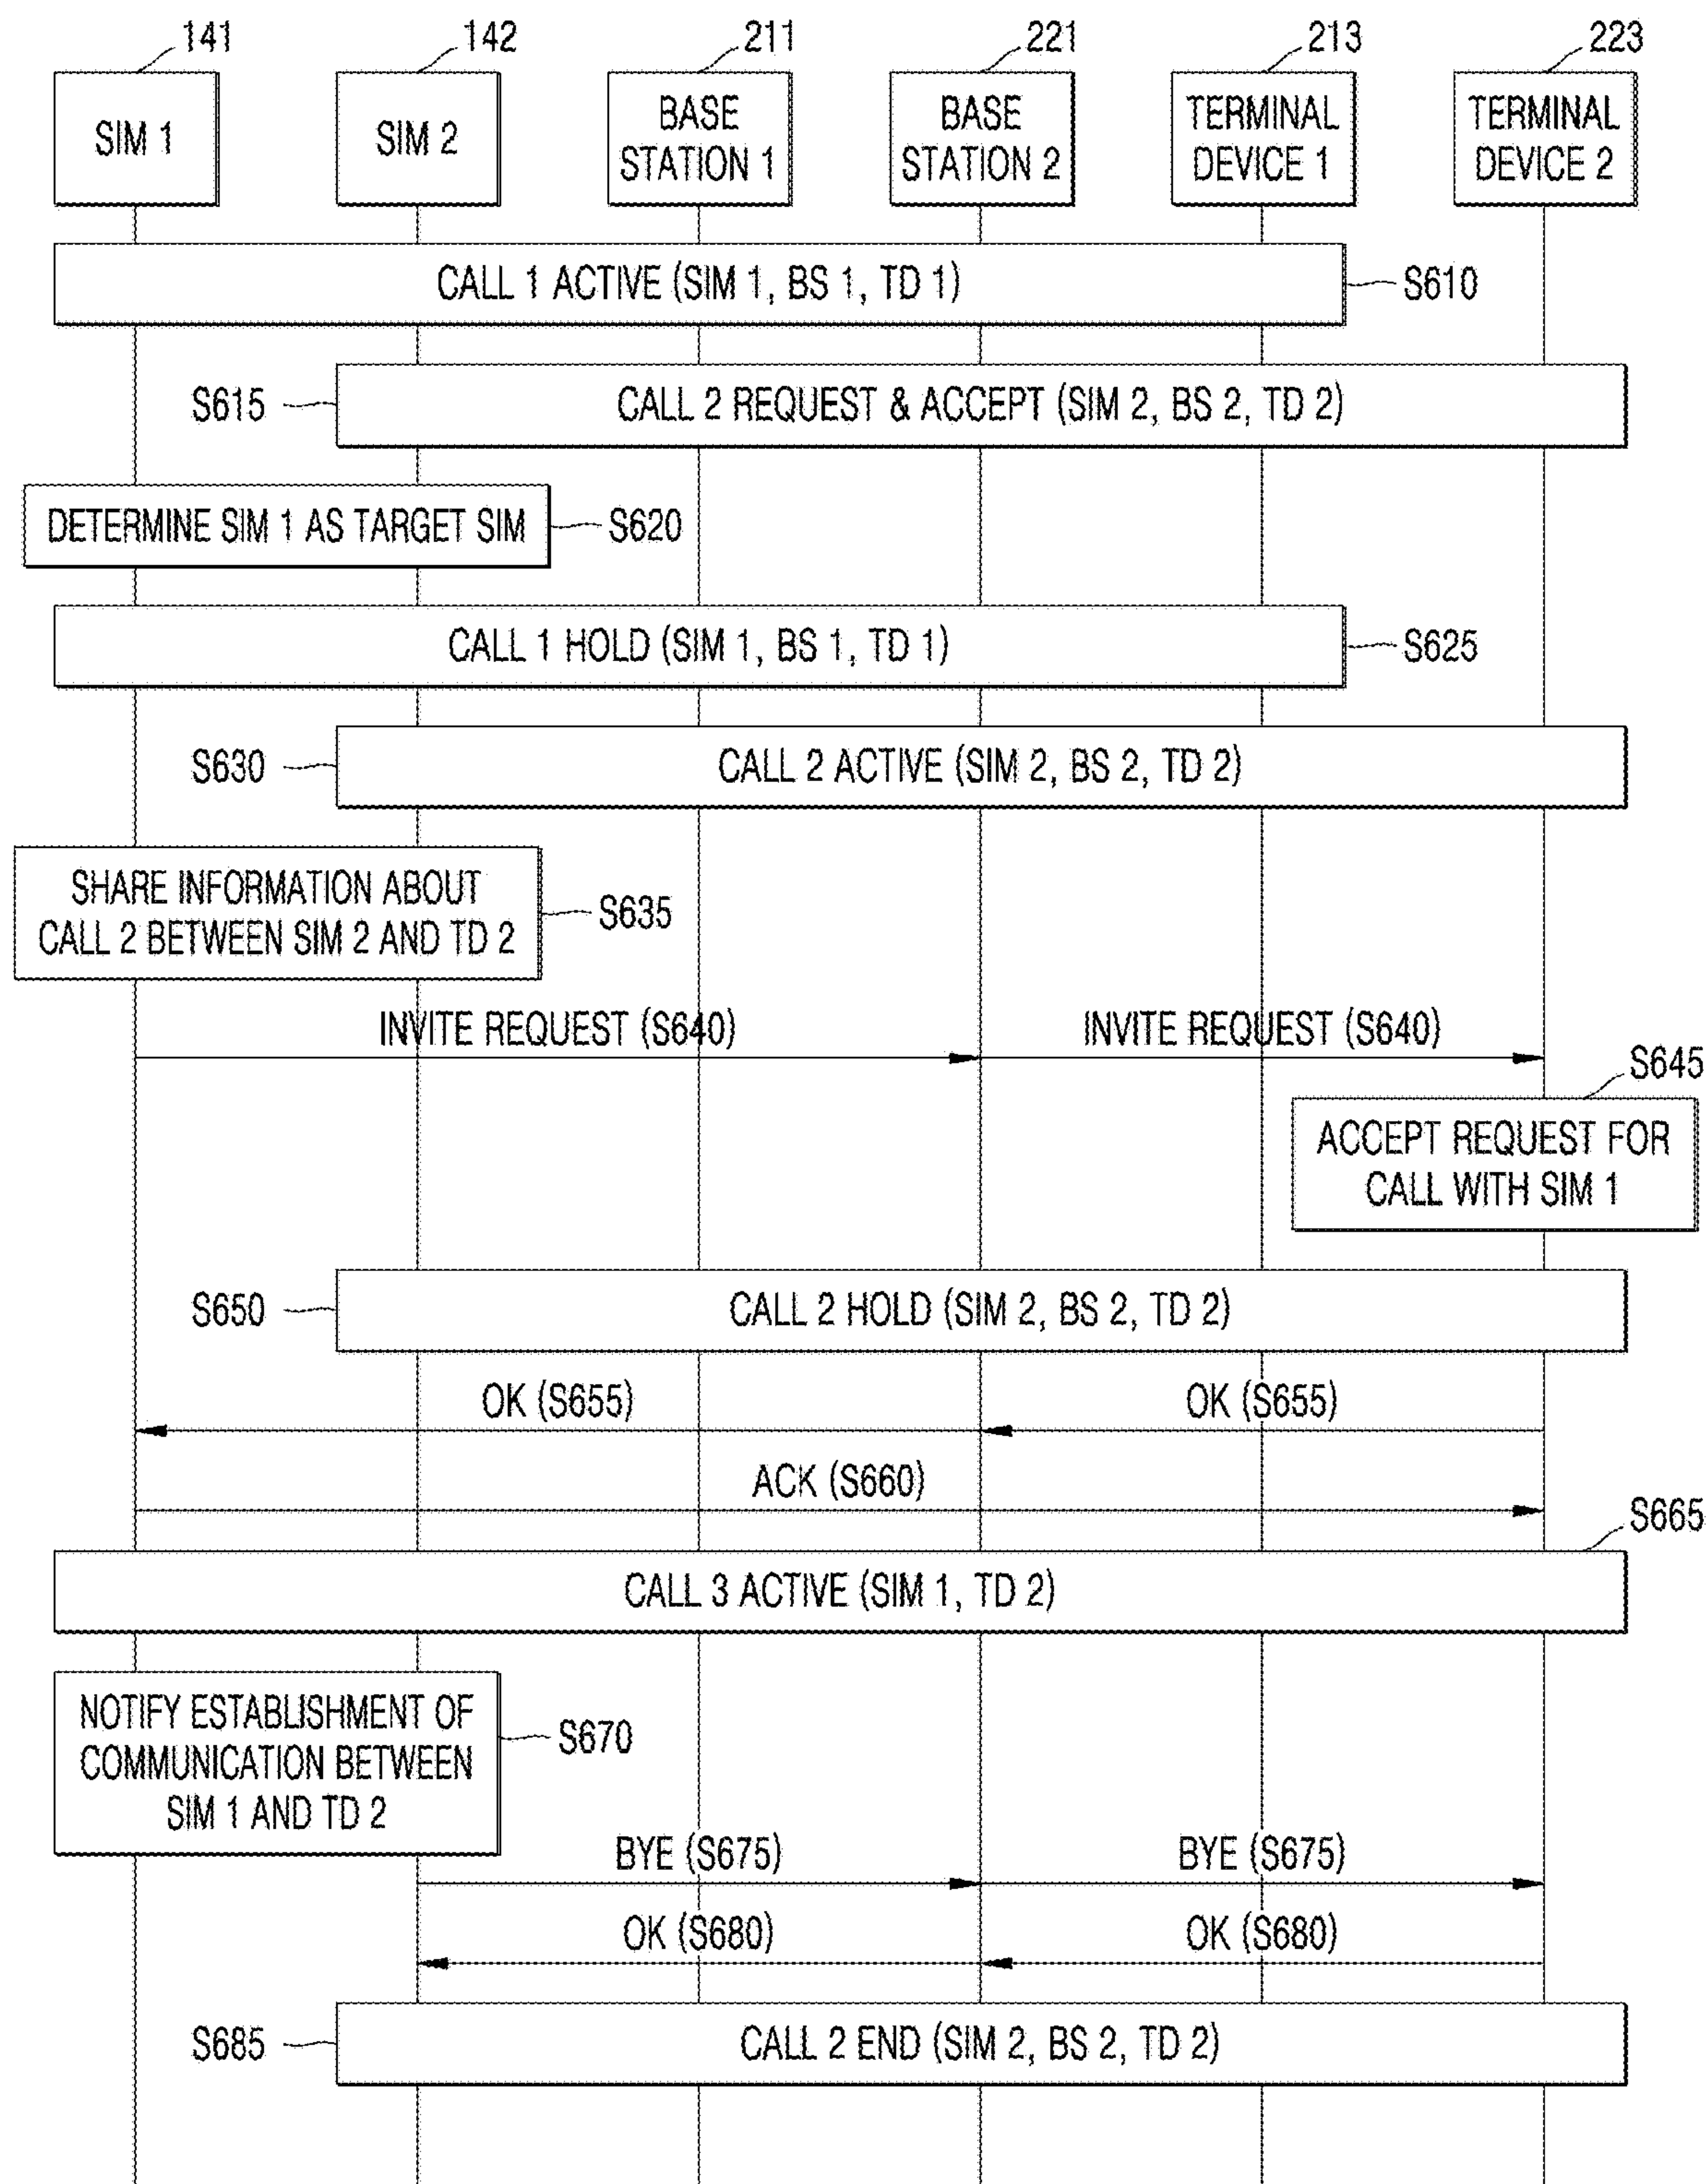 141
142
211
221
213
223
SIM 1
SIM 2
BASE
STATION 1
BASE
STATION 2
TERMINAL
DEVICE 1
TERMINAL
DEVICE 2
CALL 1 ACTIVE (SIM 1, BS 1, TD 1)
S610
S615
CALL 2 REQUEST & ACCEPT (SIM 2, BS 2, TD 2)
DETERMINE SIM 1 AS TARGET SIM
S620
CALL 1 HOLD (SIM 1, BS 1, TD 1)
S625
S630
CALL 2 ACTIVE (SIM 2, BS 2, TD 2)
SHARE INFORMATION ABOUT
CALL 2 BETWEEN SIM 2 AND TD 2
S635
INVITE REQUEST (S640)
INVITE REQUEST (S640)
S645
ACCEPT REQUEST FOR
CALL WITH SIM 1
S650
CALL 2 HOLD (SIM 2, BS 2, TD 2)
OK (S655)
OK (S655)
ACK (S660)
S665
CALL 3 ACTIVE (SIM 1, TD 2)
NOTIFY ESTABLISHMENT OF
COMMUNICATION BETWEEN
SIM 1 AND TD 2
S670
BYE (S675)
BYE (S675)
OK (S680)
OK (S680)
S685
CALL 2 END (SIM 2, BS 2, TD 2)